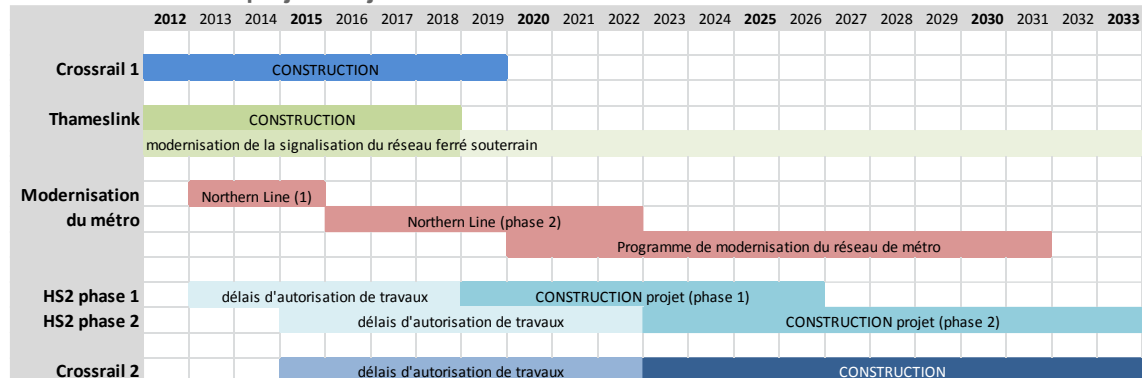 2012 2013 2014 2015 2016 2017 2018 2019 2020 2021 2022 2023 2024 2025 2026 2027 2028 2029 2030 2031 2032 2033
Crossrail 1 CONSTRUCTION
Thameslink CONSTRUCTION
modernisation de la signalisation du réseau ferré souterrain
Modernisation Northern Line (1)
du métro Northern Line (phase 2)
Programme de modernisation du réseau de métro
HS2 phase 1 délais d'autorisation de travaux CONSTRUCTION projet (phase 1)
HS2 phase 2 délais d'autorisation de travaux CONSTRUCTION projet (phase 2)
Crossrail 2 délais d'autorisation de travaux CONSTRUCTION